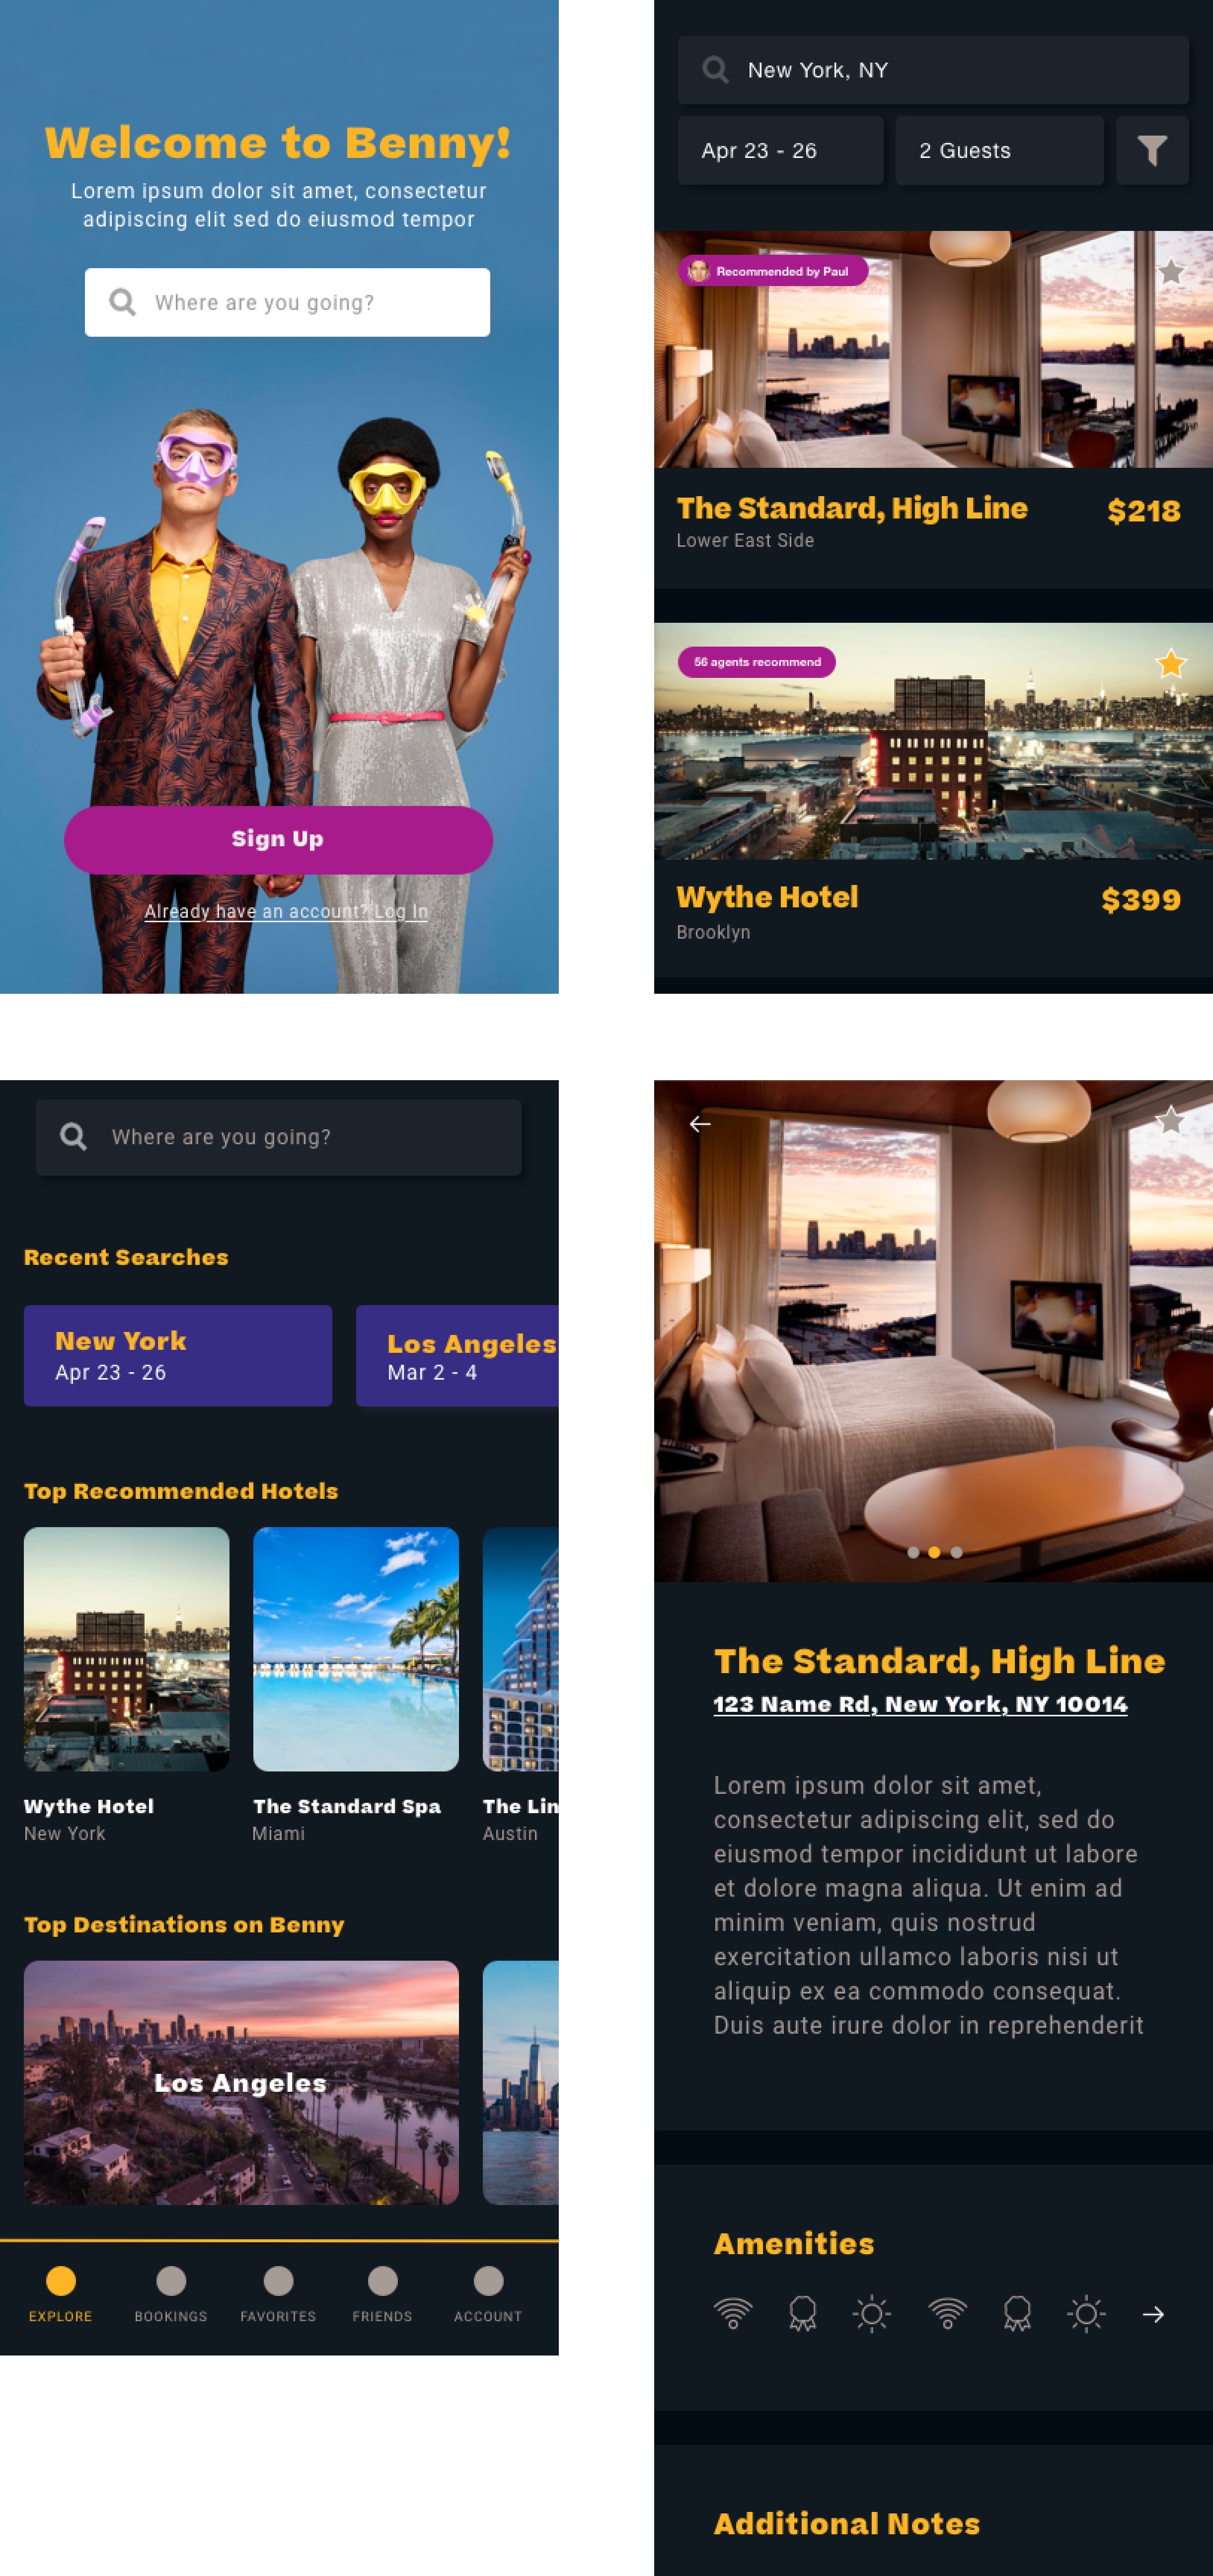 Welcome to Benny!
Lorem ipsum dolor sit amet, consectetur
adipiscing elit sed do eiusmod tempor
Where are you going?
Sign Up
Already have an account? Log In
New York, NY
Apr 23 - 26
2 Guests
Recommended by Paul
The Standard, High Line
$218
Lower East Side
56 agents recommend
HOTEL
Wythe Hotel
$399
Brooklyn
Where are you going?
Recent Searches
New York
Apr 23 - 26
Los Angeles
Mar 2 - 4
Top Recommended Hotels
Wythe Hotel
New York
The Standard Spa
Miami
The Lin
Austin
Top Destinations on Benny
Los Angeles
EXPLORE
BOOKINGS
FAVORITES
FRIENDS
ACCOUNT
The Standard, High Line
123 Name Rd, New York, NY 10014
Lorem ipsum dolor sit amet,
consectetur adipiscing elit, sed do
eiusmod tempor incididunt ut labore
et dolore magna aliqua. Ut enim ad
minim veniam, quis nostrud
exercitation ullamco laboris nisi ut
aliquip ex ea commodo consequat.
Duis aute irure dolor in reprehenderit
Amenities
Additional Notes